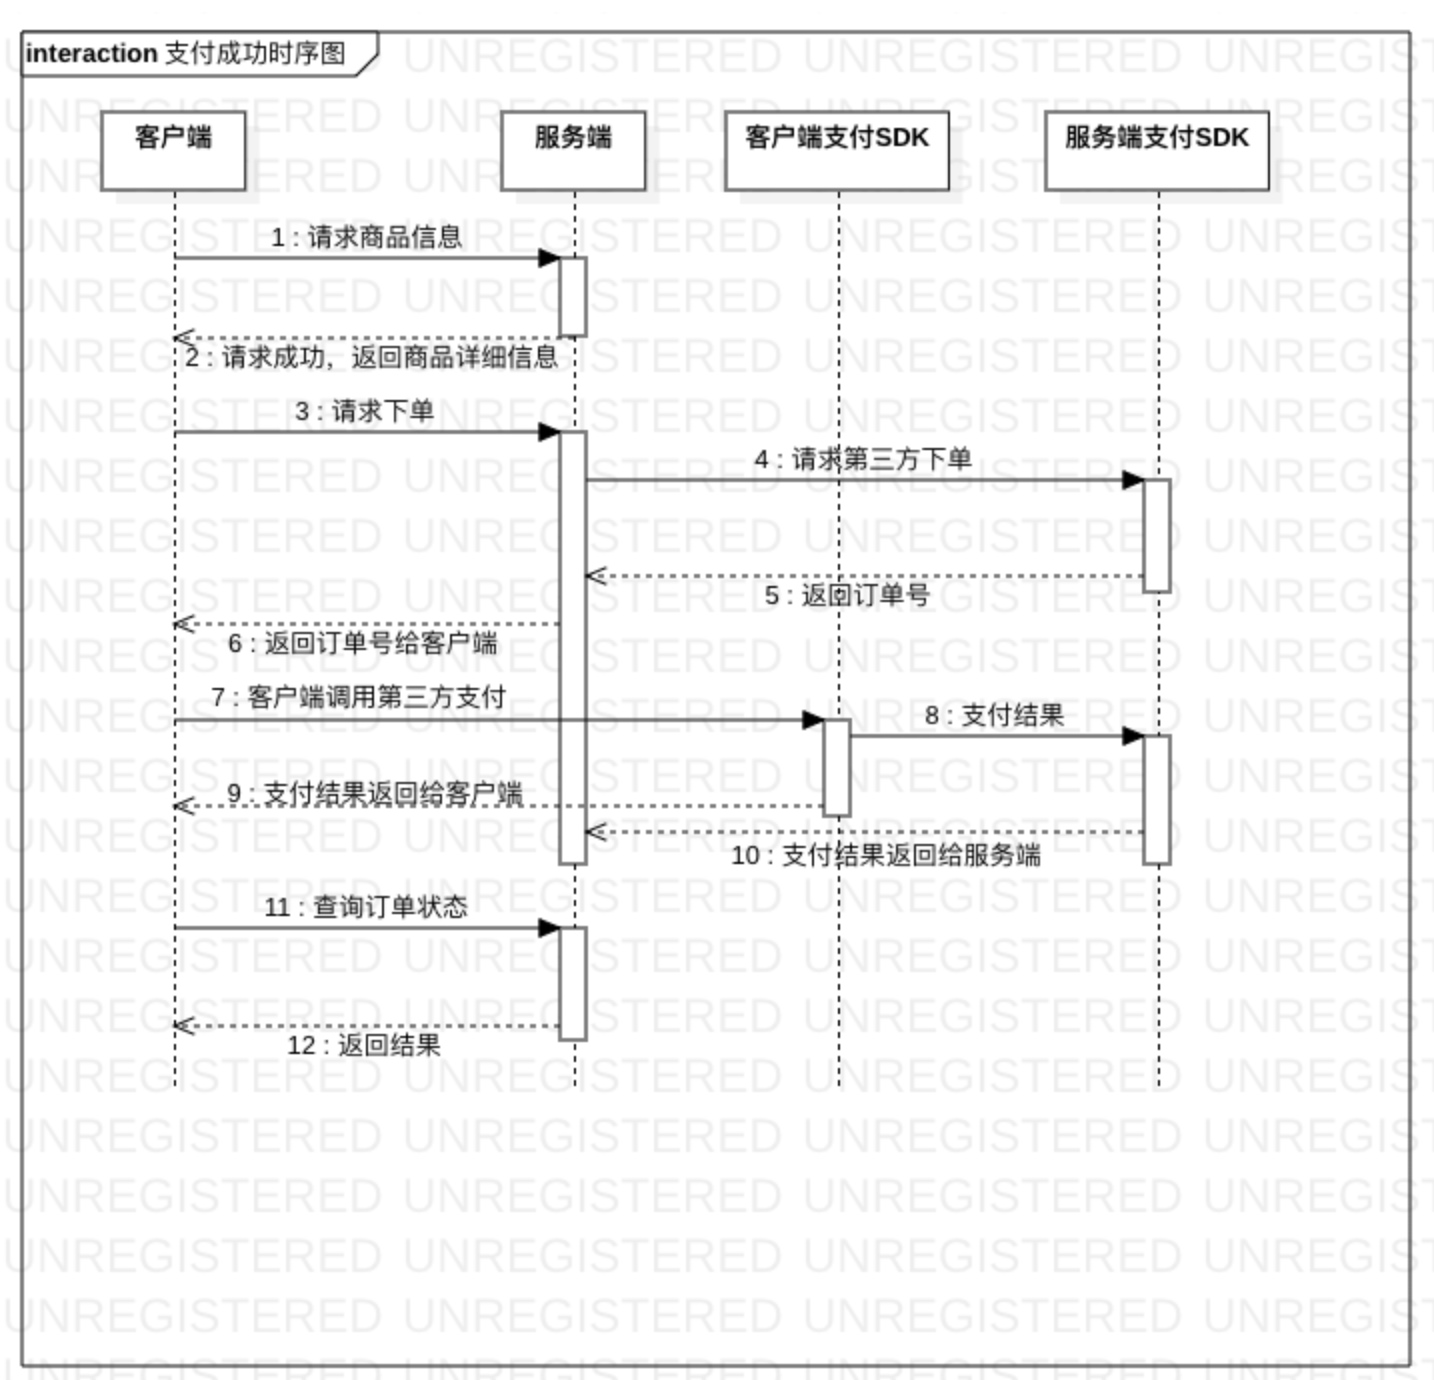 interaction 支付成功时序图
客户端
服务端
客户端支付SDK
服务端支付SDK
1 : 请求商品信息
2 : 请求成功，返回商品详细信息
3 : 请求下单
4 : 请求第三方下单
5 : 返回订单号
6 : 返回订单号给客户端
7 : 客户端调用第三方支付
8 : 支付结果
9 : 支付结果返回给客户端
10 : 支付结果返回给服务端
11 : 查询订单状态
12 : 返回结果
UNREGISTERED